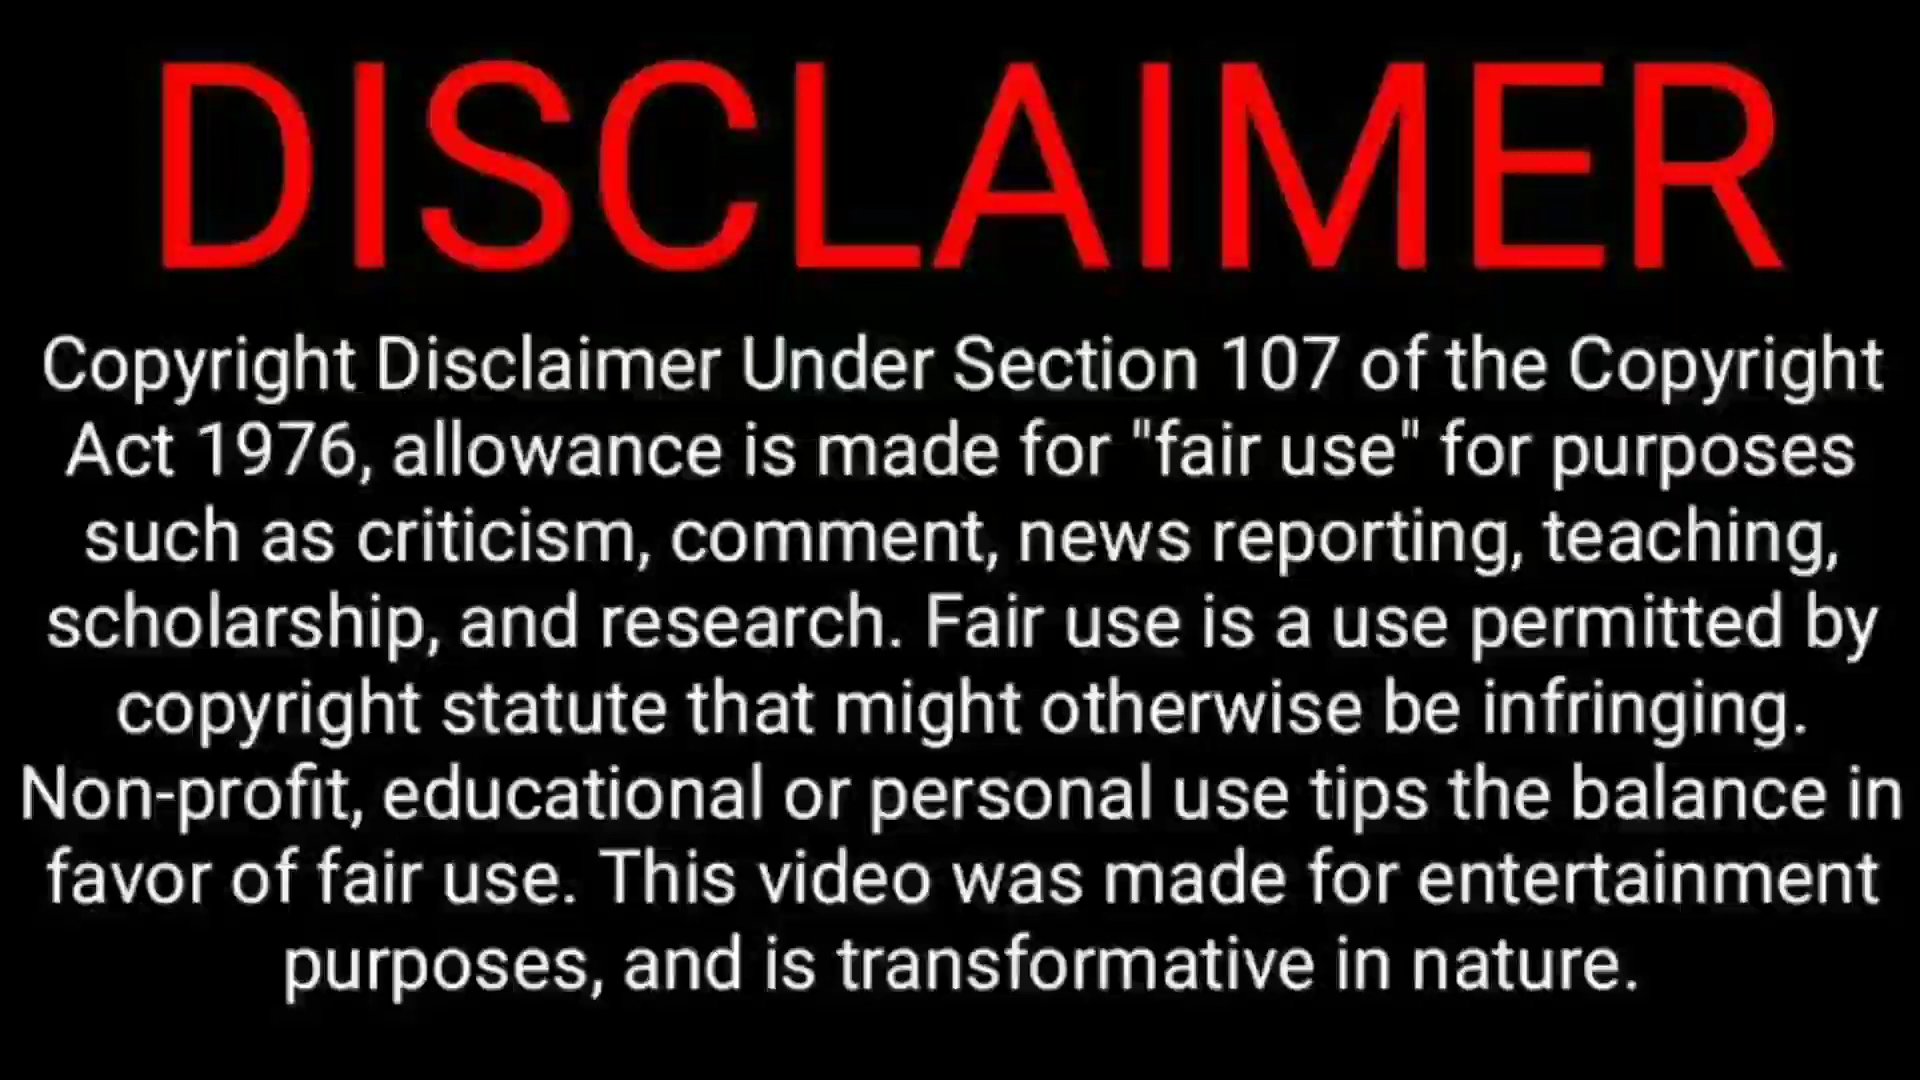 DISCLAIMER
Copyright Disclaimer Under Section 107 of the Copyright
Act 1976, allowance is made for "fair use" for purposes
such as criticism, comment, news reporting, teaching,
scholarship, and research. Fair use is a use permitted by
copyright statute that might otherwise be infringing.
Non-profit, educational or personal use tips the balance in
favor of fair use. This video was made for entertainment
purposes, and is transformative in nature.